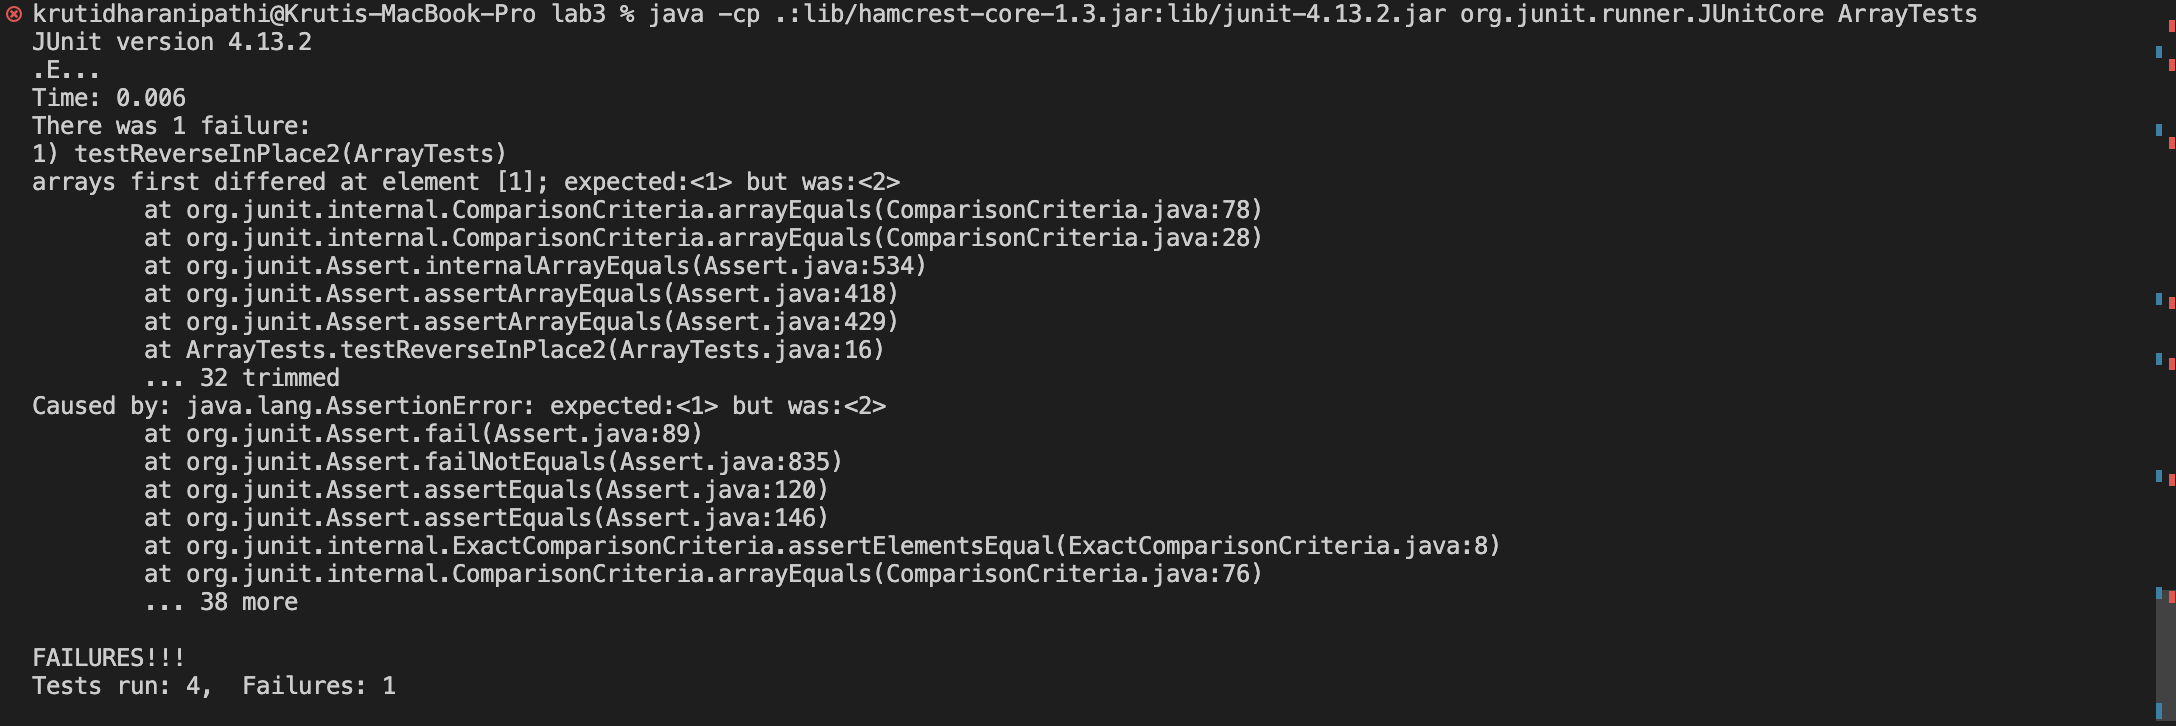 krutidharanipathi@Krutis-MacBook-Pro lab3 % java -cp .:lib/hamcrest-core-1.3.jar:lib/junit-4.13.2.jar org.junit.runner.JUnitCore ArrayTests
JUnit version 4.13.2
.E...
Time: 0.006
There was 1 failure:
1) testReverseInPlace2(ArrayTests)
arrays first differed at element [1]; expected:<1> but was:<2>
        at org.junit.internal.ComparisonCriteria.arrayEquals(ComparisonCriteria.java:78)
        at org.junit.internal.ComparisonCriteria.arrayEquals(ComparisonCriteria.java:28)
        at org.junit.Assert.internalArrayEquals(Assert.java:534)
        at org.junit.Assert.assertArrayEquals(Assert.java:418)
        at org.junit.Assert.assertArrayEquals(Assert.java:429)
        at ArrayTests.testReverseInPlace2(ArrayTests.java:16)
        ... 32 trimmed
Caused by: java.lang.AssertionError: expected:<1> but was:<2>
        at org.junit.Assert.fail(Assert.java:89)
        at org.junit.Assert.failNotEquals(Assert.java:835)
        at org.junit.Assert.assertEquals(Assert.java:120)
        at org.junit.Assert.assertEquals(Assert.java:146)
        at org.junit.internal.ExactComparisonCriteria.assertElementsEqual(ExactComparisonCriteria.java:8)
        at org.junit.internal.ComparisonCriteria.arrayEquals(ComparisonCriteria.java:76)
        ... 38 more

FAILURES!!!
Tests run: 4,  Failures: 1